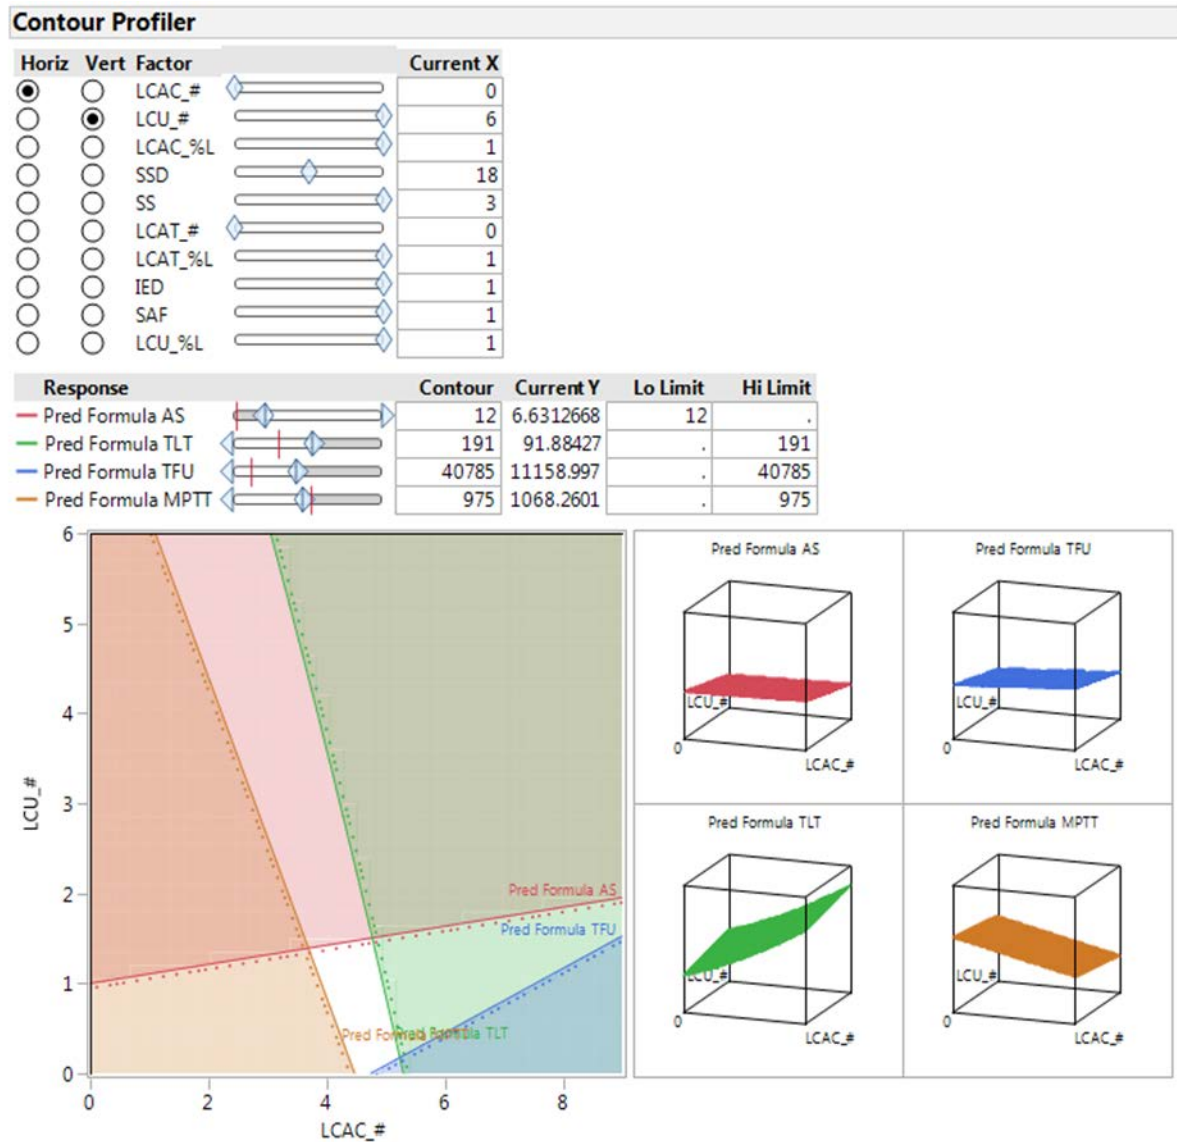 Contour Profiler
Horiz Vert Factor Current X
LCAC_# 0
LCU_# 6
LCAC_%L 1
SSD 18
SS 3
LCAT_# 0
LCAT_%L 1
IED 1
SAF 1
LCU_%L 1
Response Contour Current Y Lo Limit Hi Limit
Pred Formula AS 12 6.6312668 12 .
Pred Formula TLT 191 91.88427 . 191
Pred Formula TFU 40785 11158.997 . 40785
Pred Formula MPTT 975 1068.2601 . 975
6
5
4
3
2
1
0
LCU_#
Pred Formula AS
Pred Formula TFU
Pred Formula TLT
0 2 4 6 8
LCAC_#
Pred Formula AS
LCU_#
0
LCAC_#
Pred Formula TFU
LCU_#
0
LCAC_#
Pred Formula TLT
LCU_#
0
LCAC_#
Pred Formula MPTT
LCU_#
0
LCAC_#